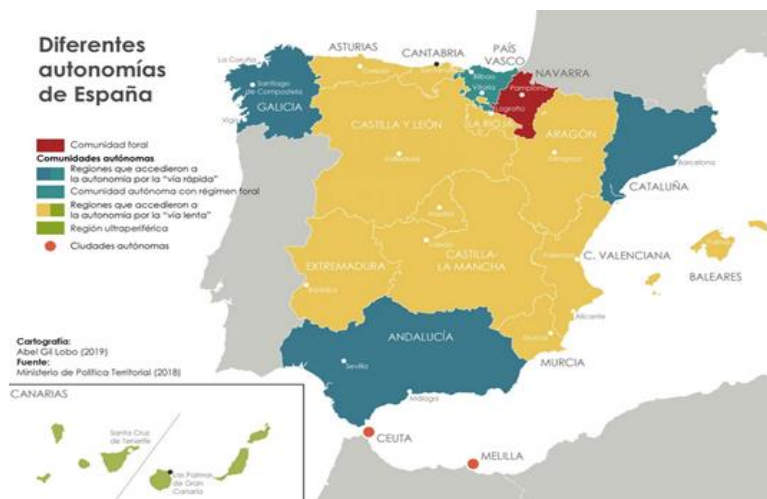 Diferentes
autonomías
de España
Comunidad foral
Comunidades autónomas
Regiones que accedieron a
la autonomía por la "vía rápida"
Comunidad autónoma con régimen foral
Regiones que accedieron a
la autonomía por la "vía lenta"
Región ultraperiférica
Ciudades autónomas
La Coruña
Santiago
de Compostela
GALICIA
Vigo
ASTURIAS
Oviedo
CANTABRIA
Santander
PAÍS
VASCO
Bilbao
Vitoria
NAVARRA
Pamplona
Logroño
LA RIOJA
CASTILLA Y LEÓN
Valladolid
ARAGÓN
Zaragoza
Barcelona
CATALUÑA
Madrid
Toledo
CASTILLA-
LA MANCHA
EXTREMADURA
Badajoz
Valencia
C. VALENCIANA
Palma
BALEARES
Alicante
Murcia
MURCIA
ANDALUCÍA
Sevilla
Málaga
CEUTA
MELILLA
Cartografía:
Abel Gil Lobo (2019)
Fuente:
Ministerio de Política Territorial (2018)
CANARIAS
Santa Cruz
de Tenerife
Las Palmas
de Gran
Canaria